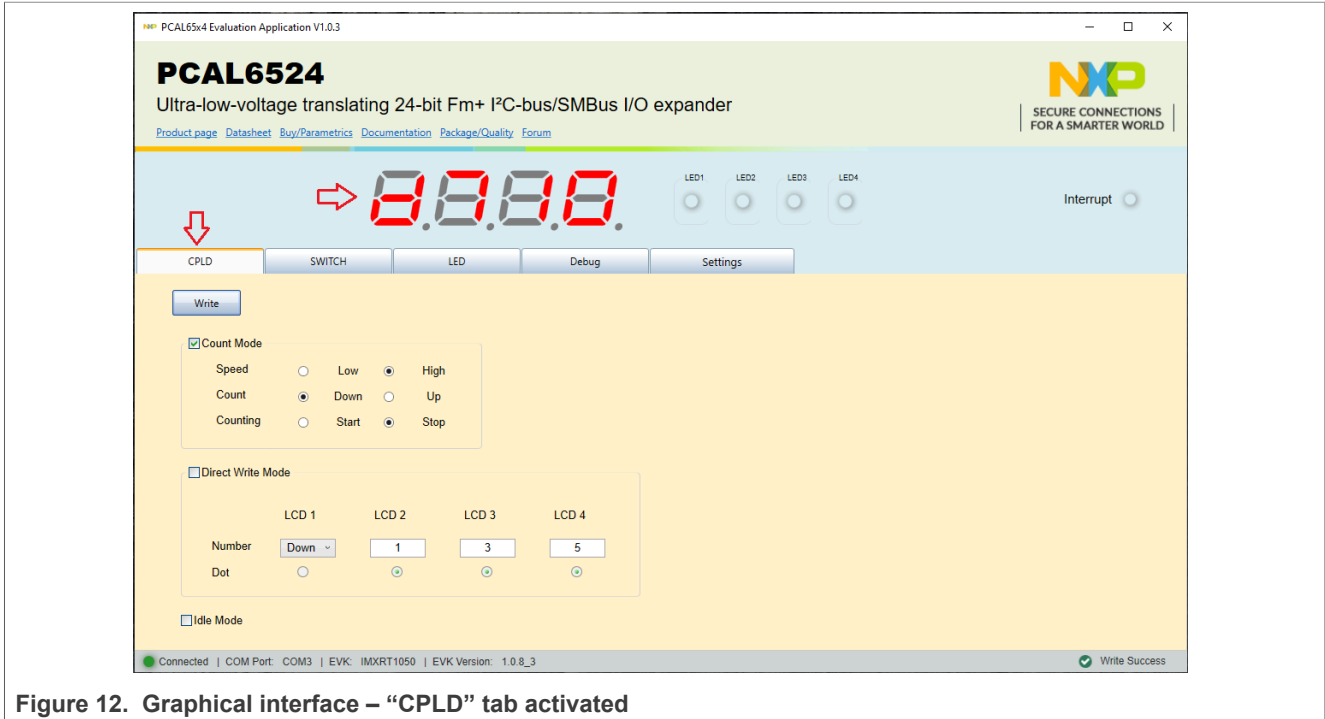 NXP PCAL65x4 Evaluation Application V1.0.3
PCAL6524
Ultra-low-voltage translating 24-bit Fm+ I²C-bus/SMBus I/O expander
Product page Datasheet Buy/Parametrics Documentation Package/Quality Forum
NXP
SECURE CONNECTIONS
FOR A SMARTER WORLD
LED1 LED2 LED3 LED4
d710
Interrupt
CPLD SWITCH LED Debug Settings
Write
Count Mode
Speed Low High
Count Down Up
Counting Start Stop
Direct Write Mode
LCD 1 LCD 2 LCD 3 LCD 4
Number Down 1 3 5
Dot
Idle Mode
Connected | COM Port: COM3 | EVK: IMXRT1050 | EVK Version: 1.0.8_3 Write Success
Figure 12. Graphical interface – “CPLD” tab activated